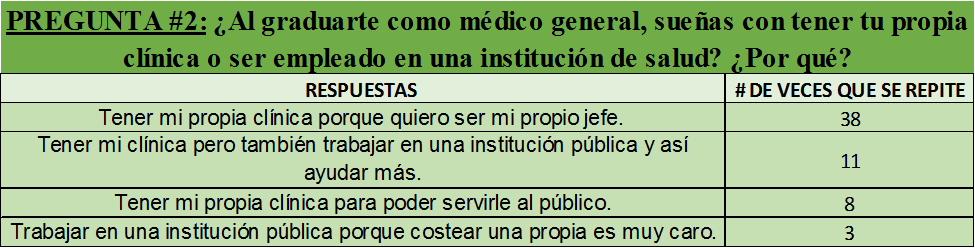 PREGUNTA #2: ¿Al graduarte como médico general, sueñas con tener tu propia
clínica o ser empleado en una institución de salud? ¿Por qué?
RESPUESTAS # DE VECES QUE SE REPITE
Tener mi propia clínica porque quiero ser mi propio jefe. 38
Tener mi clínica pero también trabajar en una institución pública y así
ayudar más. 11
Tener mi propia clínica para poder servirle al público. 8
Trabajar en una institución pública porque costear una propia es muy caro. 3